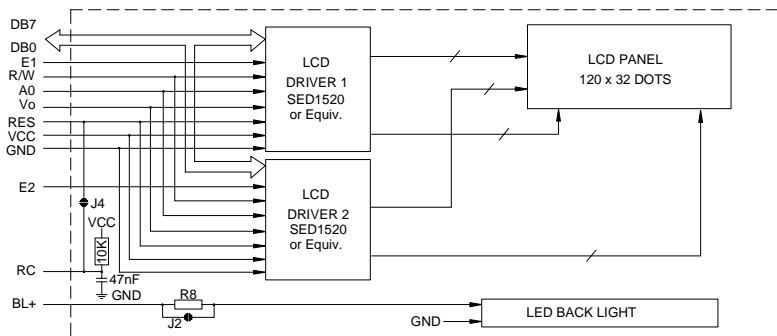 DB7
DB0
E1
R/W
A0
Vo
RES
VCC
GND
E2
J4
VCC
10K
RC
47nF
GND
BL+
R8
J2
LCD
DRIVER 1
SED1520
or Equiv.
LCD
DRIVER 2
SED1520
or Equiv.
LCD PANEL
120 x 32 DOTS
GND
LED BACK LIGHT